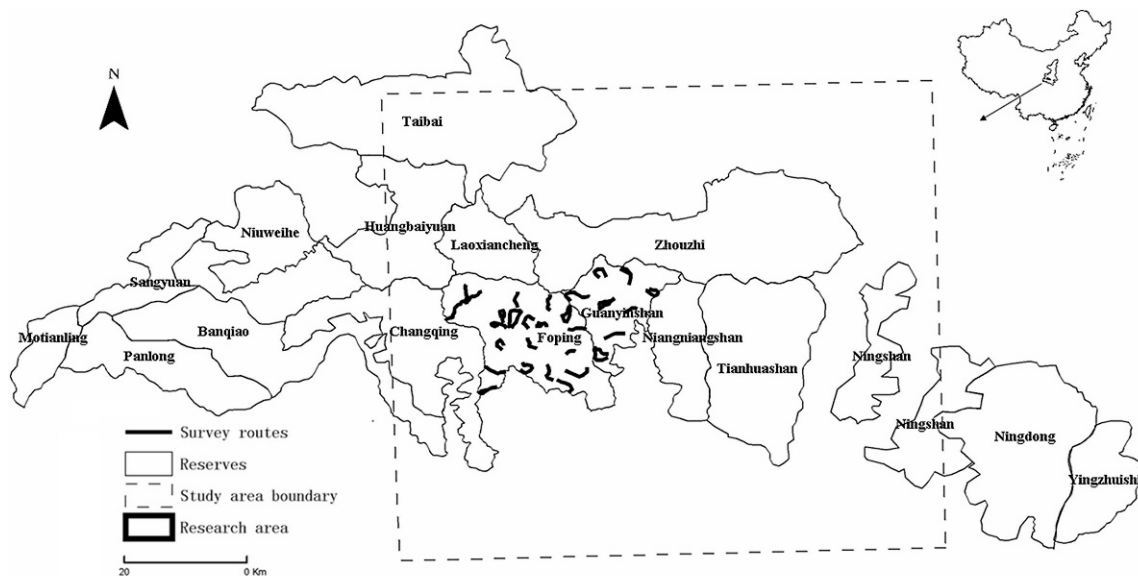 N
Taibai
Niuweihe
Huangbaiyuan
Laoxiancheng
Zhouzhi
Sangyuan
Motianling
Banqiao
Panlong
Changqing
Foping
Guanyinshan
Niangniangshan
Tianhuashan
Ningshan
Ningshan
Ningdong
Yingzhuishi
Survey routes
Reserves
Study area boundary
Research area
20 0 Km